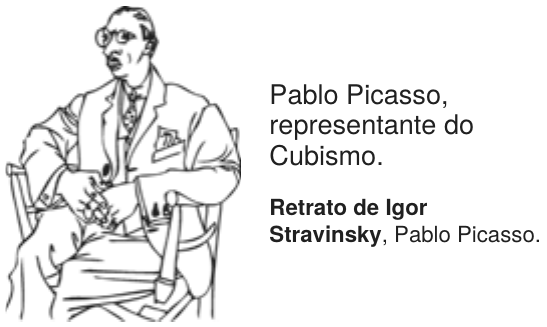 Pablo Picasso,
representante do
Cubismo.
Retrato de Igor
Stravinsky, Pablo Picasso.